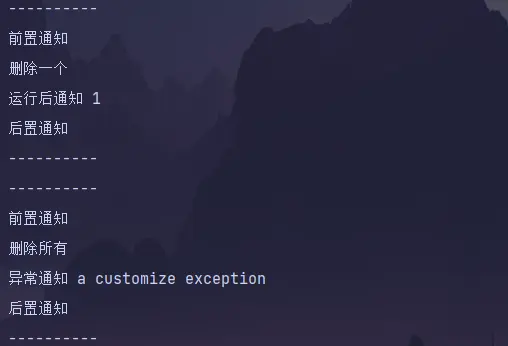 ----------
前置通知
删除一个
运行后通知 1
后置通知
----------
----------
前置通知
删除所有
异常通知 a customize exception
后置通知
----------